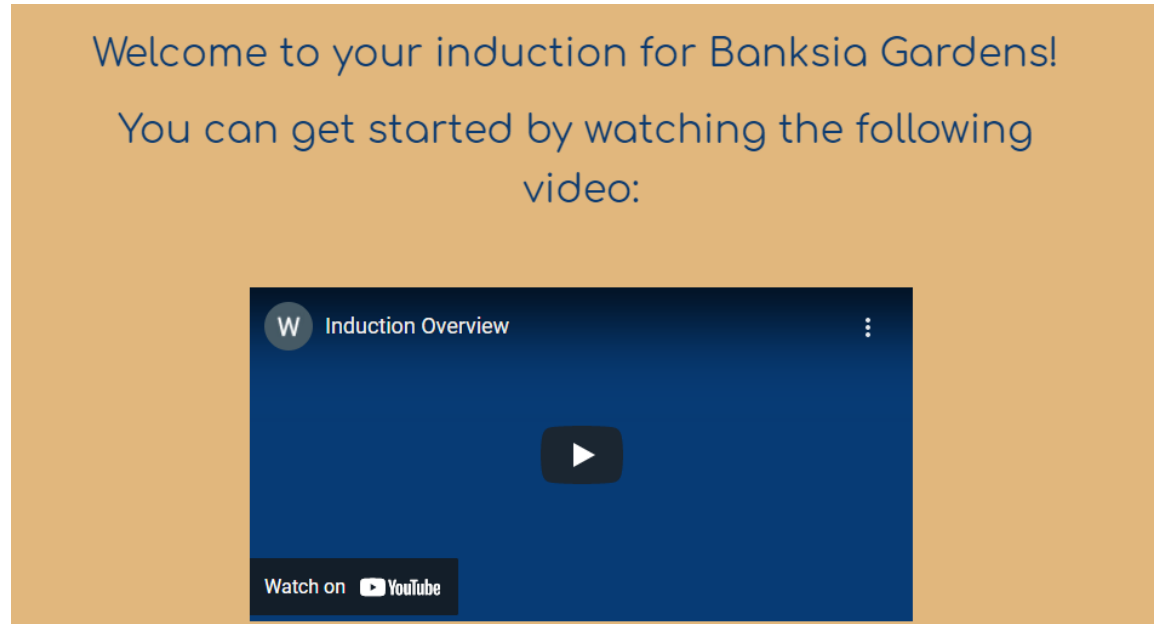 Welcome to your induction for Banksia Gardens!
You can get started by watching the following
video:
W Induction Overview
Watch on YouTube